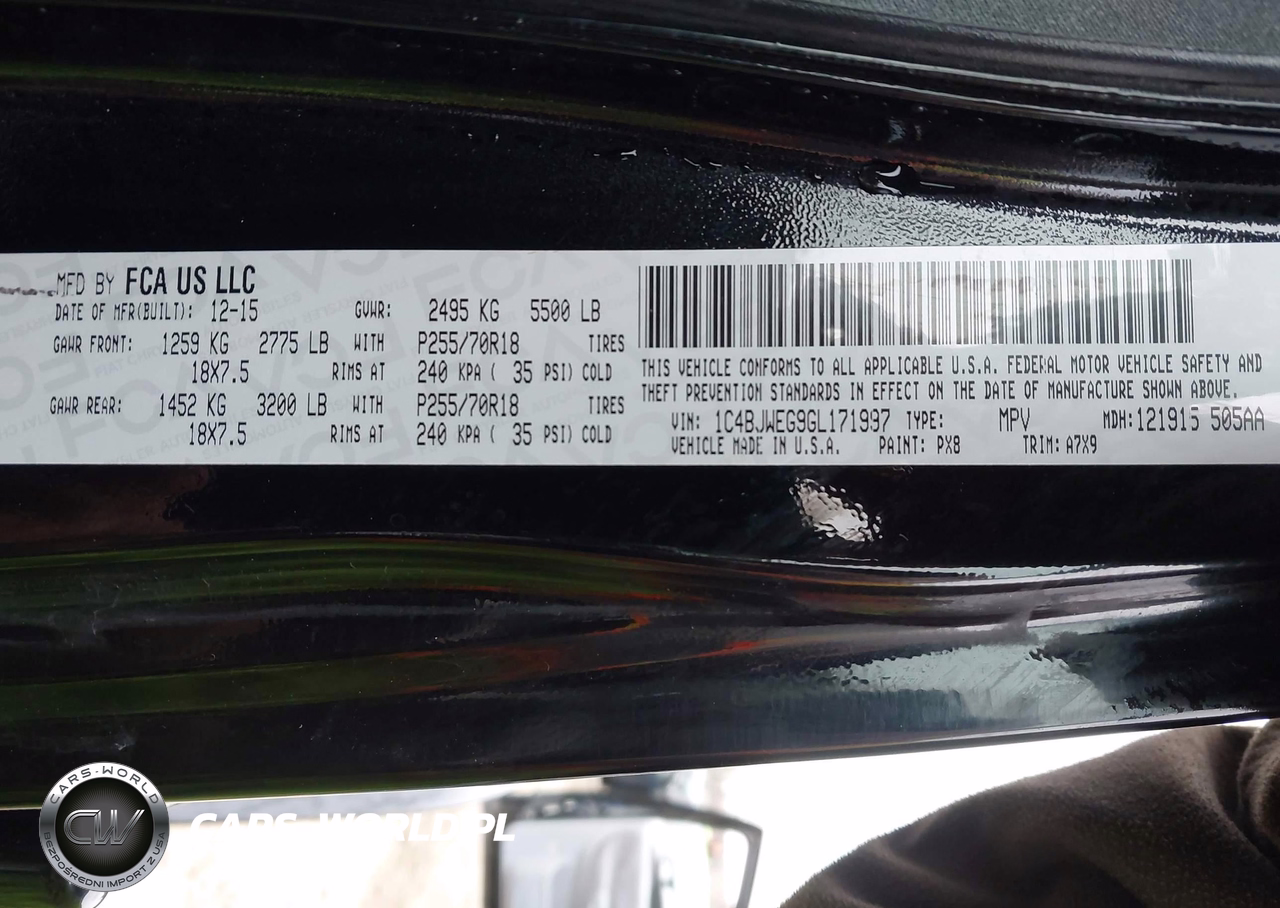 MFD BY FCA US LLC
DATE OF MFR(BUILT): 12-15 GVWR: 2495 KG 5500 LB
GAWR FRONT: 1259 KG 2775 LB WITH P255/70R18 TIRES
18X7.5 RIMS AT 240 KPA ( 35 PSI) COLD
GAWR REAR: 1452 KG 3200 LB WITH P255/70R18 TIRES
18X7.5 RIMS AT 240 KPA ( 35 PSI) COLD
THIS VEHICLE CONFORMS TO ALL APPLICABLE U.S.A. FEDERAL MOTOR VEHICLE SAFETY AND
THEFT PREVENTION STANDARDS IN EFFECT ON THE DATE OF MANUFACTURE SHOWN ABOVE.
VIN: 1C4BJWEG9GL171997 TYPE: MPV MDH:121915 505AA
VEHICLE MADE IN U.S.A. PAINT: PX8 TRIM: A7X9
CARS-WORLD
CW
BEZPOŚREDNI IMPORT Z USA
CARS-WORLD.PL